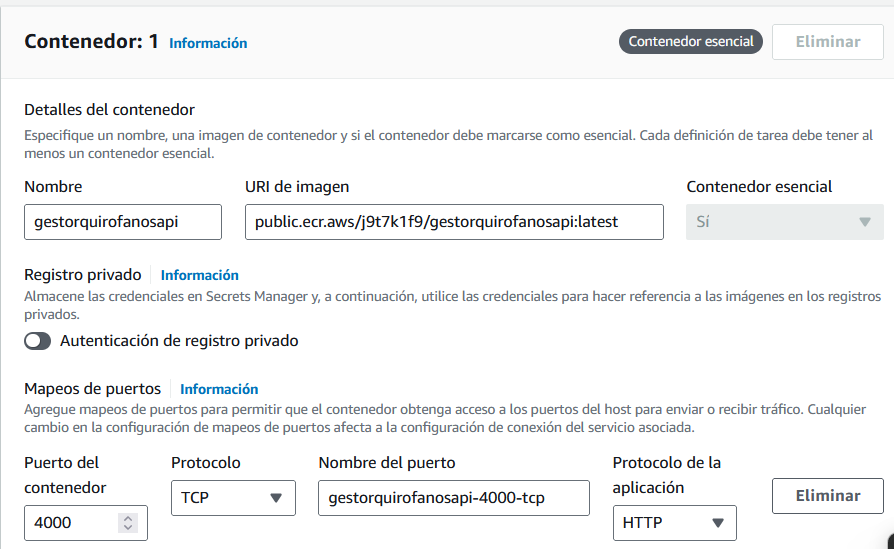 Contenedor: 1 Información Contenedor esencial Eliminar
Detalles del contenedor
Especifique un nombre, una imagen de contenedor y si el contenedor debe marcarse como esencial. Cada definición de tarea debe tener al
menos un contenedor esencial.
Nombre URI de imagen Contenedor esencial
gestorquirofanosapi public.ecr.aws/j9t7k1f9/gestorquirofanosapi:latest Sí
Registro privado Información
Almacene las credenciales en Secrets Manager y, a continuación, utilice las credenciales para hacer referencia a las imágenes en los registros
privados.
Autenticación de registro privado
Mapeos de puertos Información
Agregue mapeos de puertos para permitir que el contenedor obtenga acceso a los puertos del host para enviar o recibir tráfico. Cualquier
cambio en la configuración de mapeos de puertos afecta a la configuración de conexión del servicio asociada.
Puerto del contenedor Protocolo Nombre del puerto Protocolo de la aplicación
4000 TCP gestorquirofanosapi-4000-tcp HTTP Eliminar